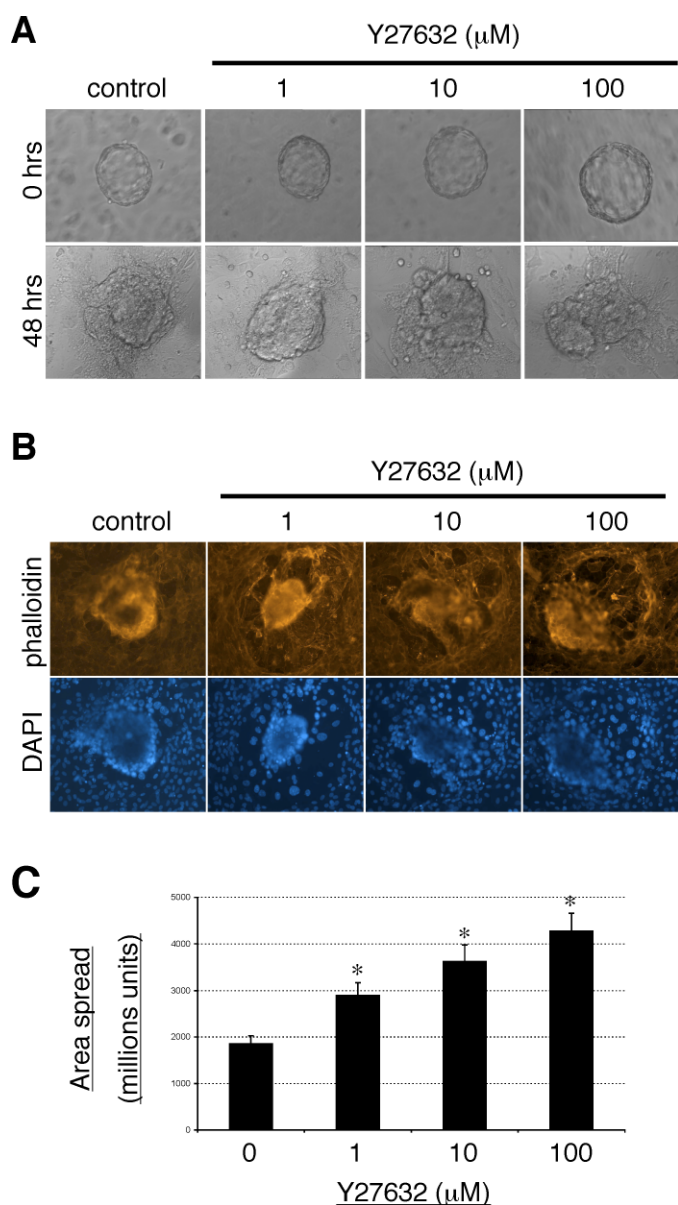 A
Y27632 (μM)
control 1 10 100
0 hrs
48 hrs
B
Y27632 (μM)
control 1 10 100
phalloidin
DAPI
C
Area spread
(millions units)
5000
4000
3000
2000
1000
0
* * *
0 1 10 100
Y27632 (μM)